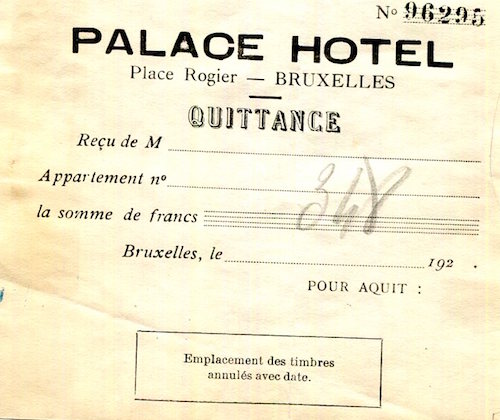 Nº 96295
PALACE HOTEL
Place Rogier — BRUXELLES
QUITTANCE
Reçu de M
Appartement nº
348
la somme de francs
Bruxelles, le 192 .
POUR AQUIT :
Emplacement des timbres
annulés avec date.